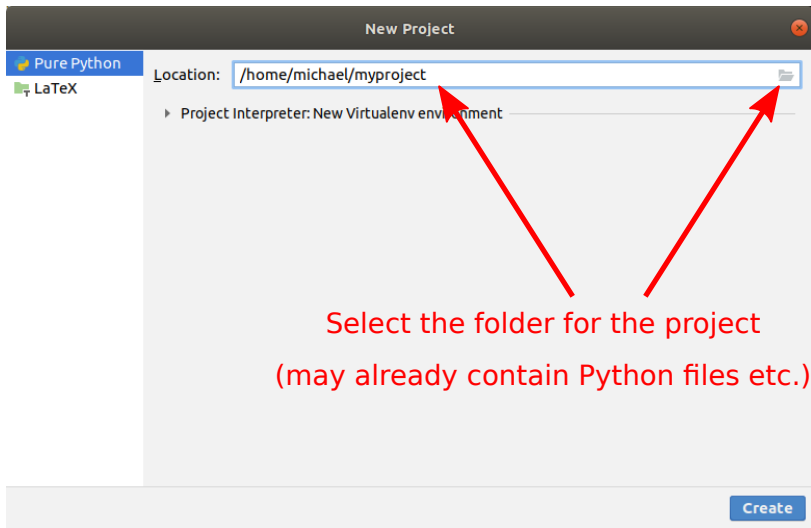 New Project
Pure Python
LaTeX
Location: /home/michael/myproject
Project Interpreter: New Virtualenv environment
Select the folder for the project
(may already contain Python files etc.)
Create